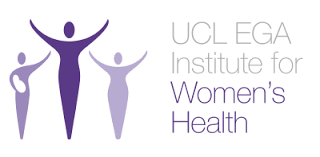 UCL EGA
Institute for
Women's
Health